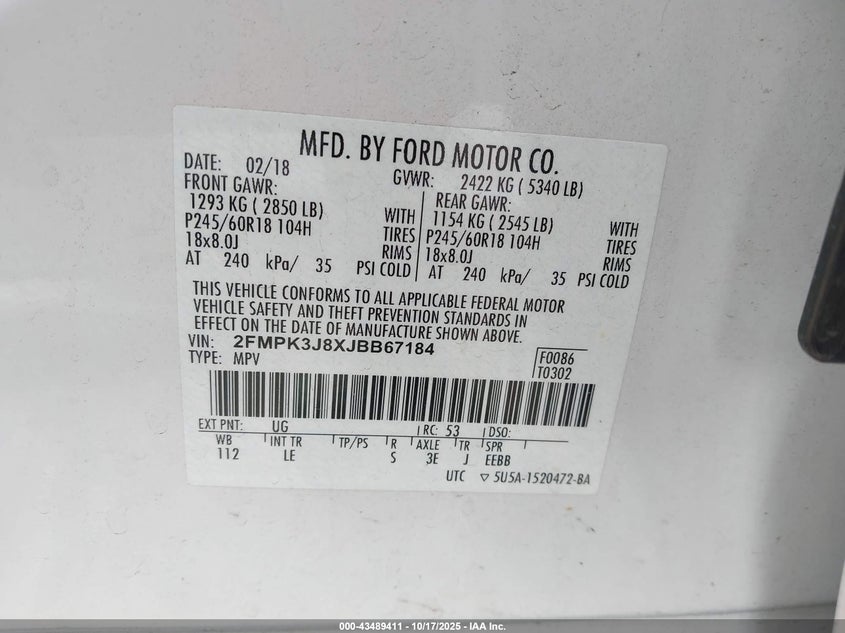 MFD. BY FORD MOTOR CO.
DATE: 02/18 GVWR: 2422 KG ( 5340 LB)
FRONT GAWR: REAR GAWR:
1293 KG ( 2850 LB) WITH 1154 KG ( 2545 LB) WITH
P245/60R18 104H TIRES P245/60R18 104H TIRES
18x8.0J RIMS 18x8.0J RIMS
AT 240 kPa/ 35 PSI COLD AT 240 kPa/ 35 PSI COLD
THIS VEHICLE CONFORMS TO ALL APPLICABLE FEDERAL MOTOR
VEHICLE SAFETY AND THEFT PREVENTION STANDARDS IN
EFFECT ON THE DATE OF MANUFACTURE SHOWN ABOVE.
VIN: 2FMPK3J8XJBB67184
TYPE: MPV F0086
T0302
EXT PNT: UG RC: 53 DSO:
WB INT TR TP/PS R AXLE TR SPR
112 LE S 3E J EEBB
UTC ▽ 5U5A-1520472-BA
000-43489411 - 10/17/2025 - IAA Inc.